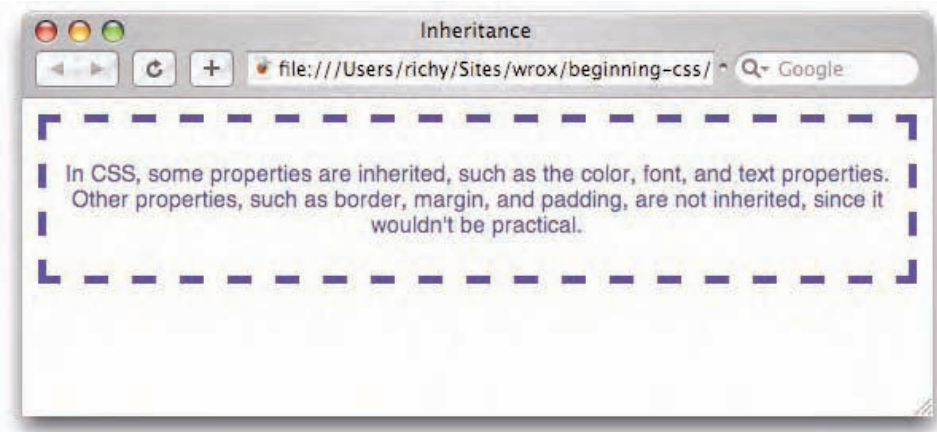 Inheritance
file:///Users/richy/Sites/wrox/beginning-css/ Google
In CSS, some properties are inherited, such as the color, font, and text properties.
Other properties, such as border, margin, and padding, are not inherited, since it
wouldn't be practical.